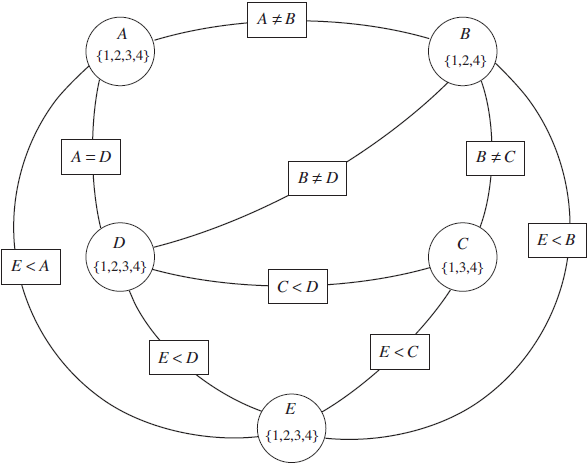 A ≠ B
A
{1,2,3,4}
B
{1,2,4}
A = D
B ≠ C
B ≠ D
D
{1,2,3,4}
C
{1,3,4}
E < B
E < A
C < D
E < D
E < C
E
{1,2,3,4}